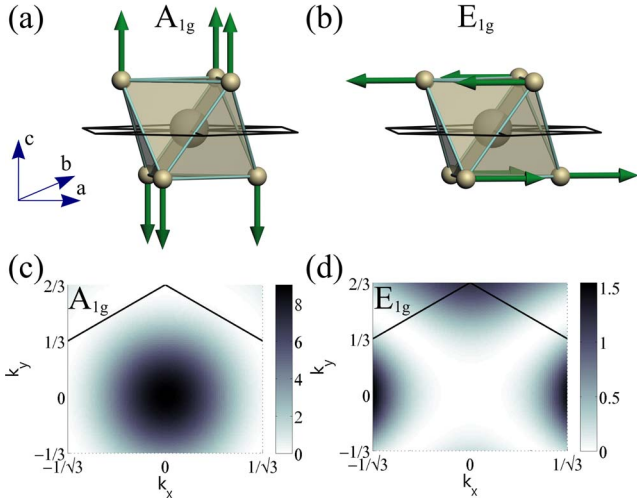 (a) A1g (b) E1g
c
b
a
(c) (d)
2/3 A1g 8 2/3 E1g 1.5
1/3 6 1/3 1
ky 4 ky
0 0 0.5
2
−1/3 0 −1/3 0
−1/√3 0 1/√3 −1/√3 0 1/√3
kx kx